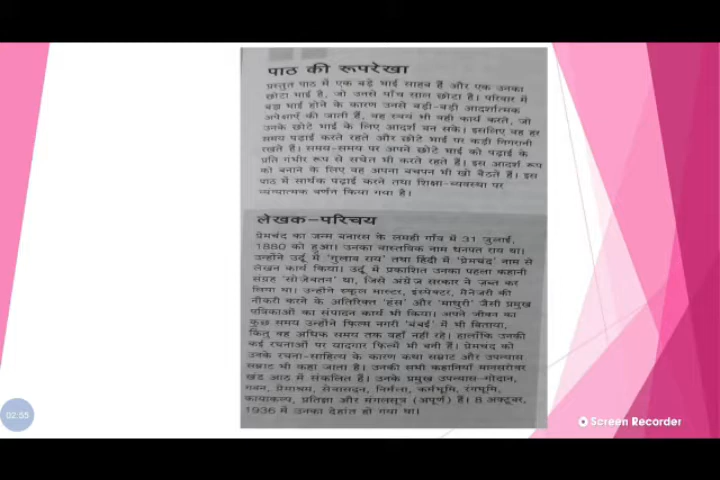 पाठ की रूपरेखा
प्रस्तुत पाठ में एक बड़े भाई साहब हैं और एक उनका
छोटा भाई है, जो उनसे पाँच साल छोटा है। परिवार में
बड़ा भाई होने के कारण उनसे बड़ी-बड़ी आदर्शात्मक
अपेक्षाएँ की जाती हैं, वह स्वयं भी वही कार्य करते, जो
उनके छोटे भाई के लिए आदर्श बन सके। इसलिए वह हर
समय पढ़ाई करते रहते और छोटे भाई पर कड़ी निगरानी
रखते हैं। समय-समय पर अपने छोटे भाई को पढ़ाई के
प्रति गंभीर रूप से सचेत भी करते रहते हैं। इस आदर्श रूप
को बनाने के लिए वह अपना बचपन भी खो बैठते हैं। इस
पाठ में सार्थक पढ़ाई करने तथा शिक्षा-व्यवस्था पर
व्यंग्यात्मक वर्णन किया गया है।
लेखक-परिचय
प्रेमचंद का जन्म बनारस के लमही गाँव में 31 जुलाई,
1880 को हुआ। उनका वास्तविक नाम धनपत राय था।
उन्होंने उर्दू में 'गुलाब राय' तथा हिंदी में 'प्रेमचंद' नाम से
लेखन कार्य किया। उर्दू में प्रकाशित उनका पहला कहानी
संग्रह 'सोज़ेवतन' था, जिसे अंग्रेज़ सरकार ने ज़ब्त कर
लिया था। उन्होंने स्कूल मास्टर, इंस्पेक्टर, मैनेजरी की
नौकरी करने के अतिरिक्त 'हंस' और 'माधुरी' जैसी प्रमुख
पत्रिकाओं का संपादन कार्य भी किया। अपने जीवन का
कुछ समय उन्होंने फ़िल्म नगरी 'बंबई' में भी बिताया,
किंतु वह अधिक समय तक वहाँ नहीं रहे। हालाँकि उनकी
कई रचनाओं पर यादगार फ़िल्में भी बनी हैं। प्रेमचंद को
उनके रचना-साहित्य के कारण कथा सम्राट और उपन्यास
सम्राट भी कहा जाता है। उनकी सभी कहानियाँ मानसरोवर
खंड आठ में संकलित हैं। उनके प्रमुख उपन्यास-गोदान,
गबन, प्रेमाश्रम, सेवासदन, निर्मला, कर्मभूमि, रंगभूमि,
कायाकल्प, प्रतिज्ञा और मंगलसूत्र (अपूर्ण) हैं। 8 अक्टूबर,
1936 में उनका देहांत हो गया था।
02:55
Screen Recorder